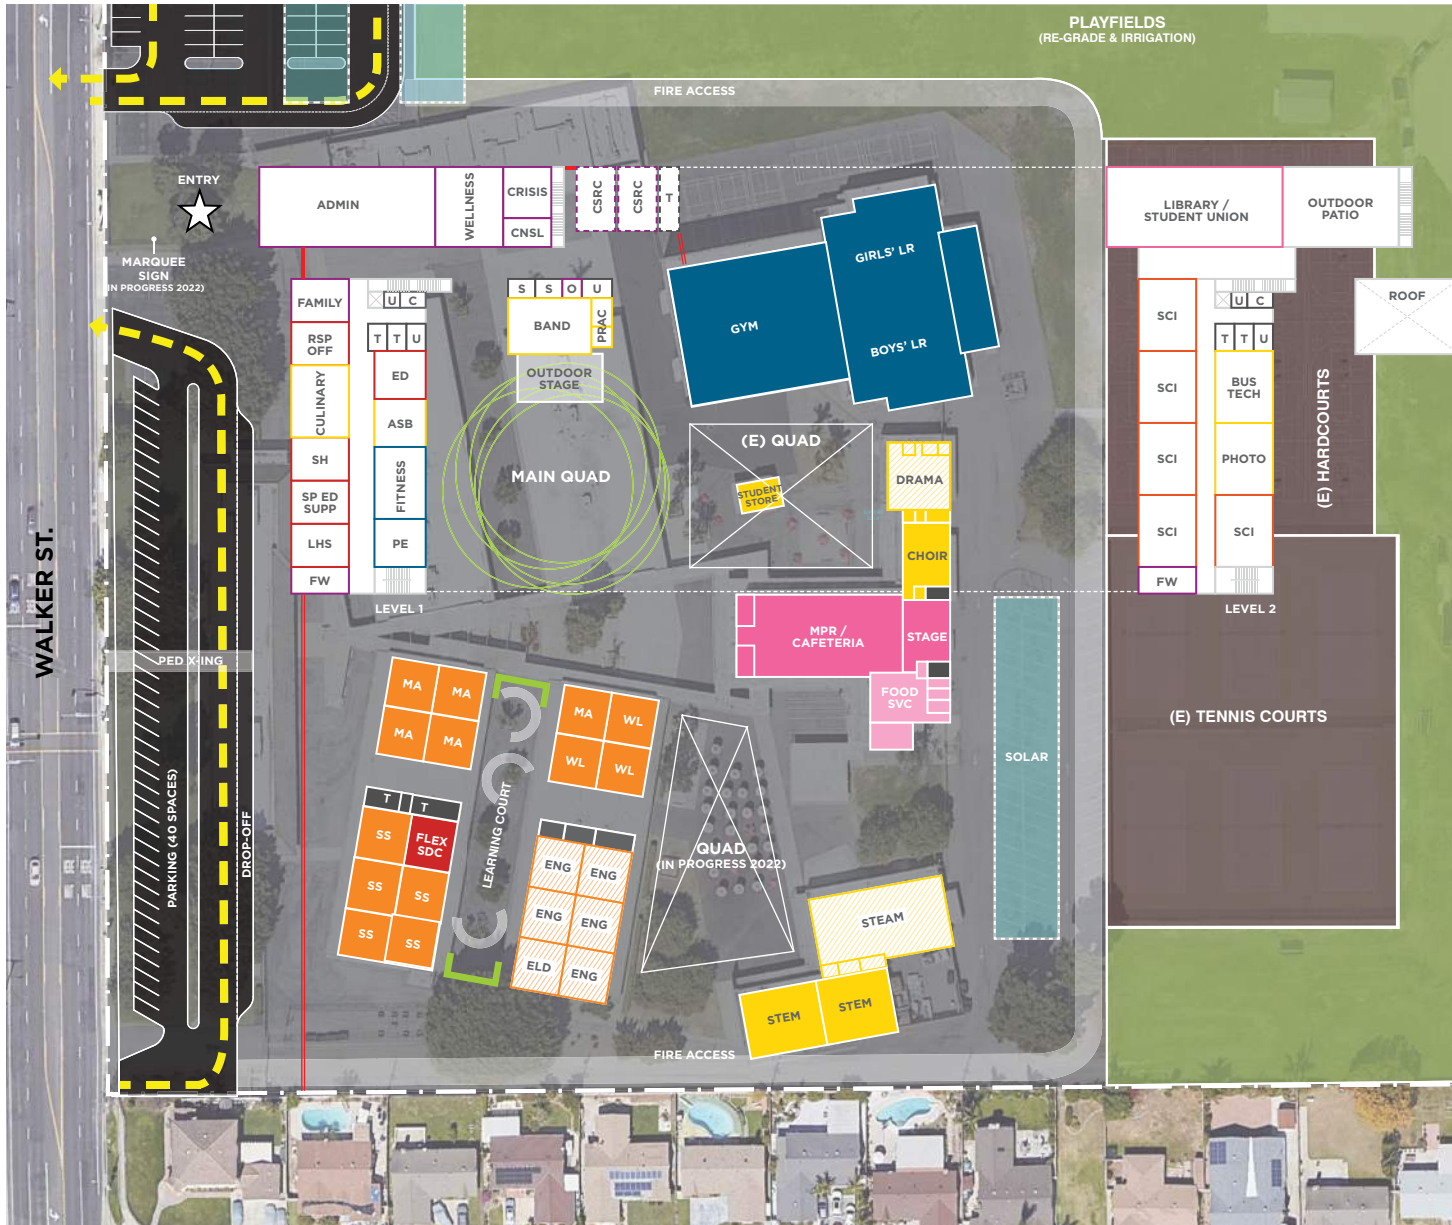 PLAYFIELDS
(RE-GRADE & IRRIGATION)
FIRE ACCESS
ENTRY
MARQUEE
SIGN
IN PROGRESS 2022)
ADMIN
WELLNESS
CRISIS
CNSL
CSRC
CSRC
T
GIRLS' LR
GYM
BOYS' LR
LIBRARY /
STUDENT UNION
OUTDOOR
PATIO
ROOF
FAMILY
RSP
OFF
CULINARY
SH
SP ED
SUPP
LHS
FW
U C
T T U
ED
ASB
FITNESS
PE
LEVEL 1
S S O U
BAND
PRAC
OUTDOOR
STAGE
MAIN QUAD
(E) QUAD
STUDENT
STORE
DRAMA
CHOIR
MPR /
CAFETERIA
STAGE
FOOD
SVC
SCI
SCI
SCI
SCI
FW
U C
T T U
BUS
TECH
PHOTO
SCI
LEVEL 2
(E) HARDCOURTS
(E) TENNIS COURTS
SOLAR
WALKER ST.
PED X-ING
PARKING (40 SPACES)
DROP-OFF
MA MA
MA MA
MA WL
WL WL
LEARNING COURT
T T
SS FLEX
SDC
SS SS
SS SS
ENG ENG
ENG ENG
ELD ENG
QUAD
(IN PROGRESS 2022)
STEAM
STEM STEM
FIRE ACCESS